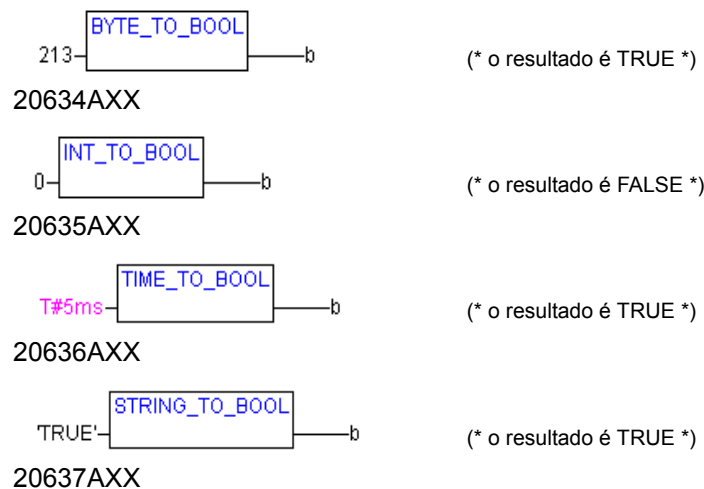 BYTE_TO_BOOL
213 b (* o resultado é TRUE *)
20634AXX
INT_TO_BOOL
0 b (* o resultado é FALSE *)
20635AXX
TIME_TO_BOOL
T#5ms b (* o resultado é TRUE *)
20636AXX
STRING_TO_BOOL
'TRUE' b (* o resultado é TRUE *)
20637AXX